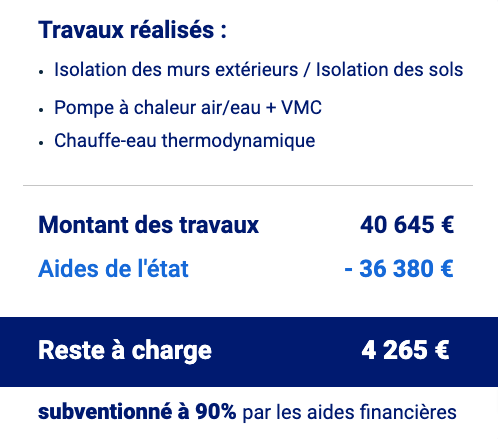 Travaux réalisés :
• Isolation des murs extérieurs / Isolation des sols
• Pompe à chaleur air/eau + VMC
• Chauffe-eau thermodynamique
Montant des travaux 40 645 €
Aides de l'état - 36 380 €
Reste à charge 4 265 €
subventionné à 90% par les aides financières